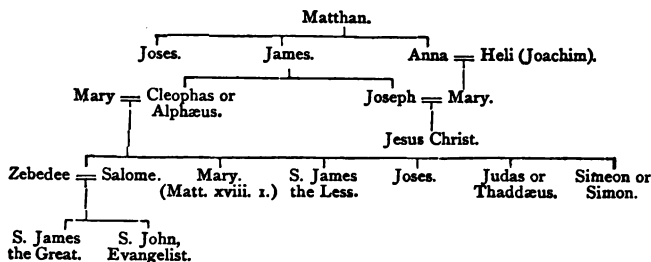 Matthan.
Joses. James. Anna = Heli (Joachim).
Mary = Cleophas or Joseph = Mary.
Alphæus.
Jesus Christ.
Zebedee = Salome. Mary. S. James Joses. Judas or Simeon or
(Matt. xviii. 1.) the Less. Thaddæus. Simon.
S. James S. John,
the Great. Evangelist.